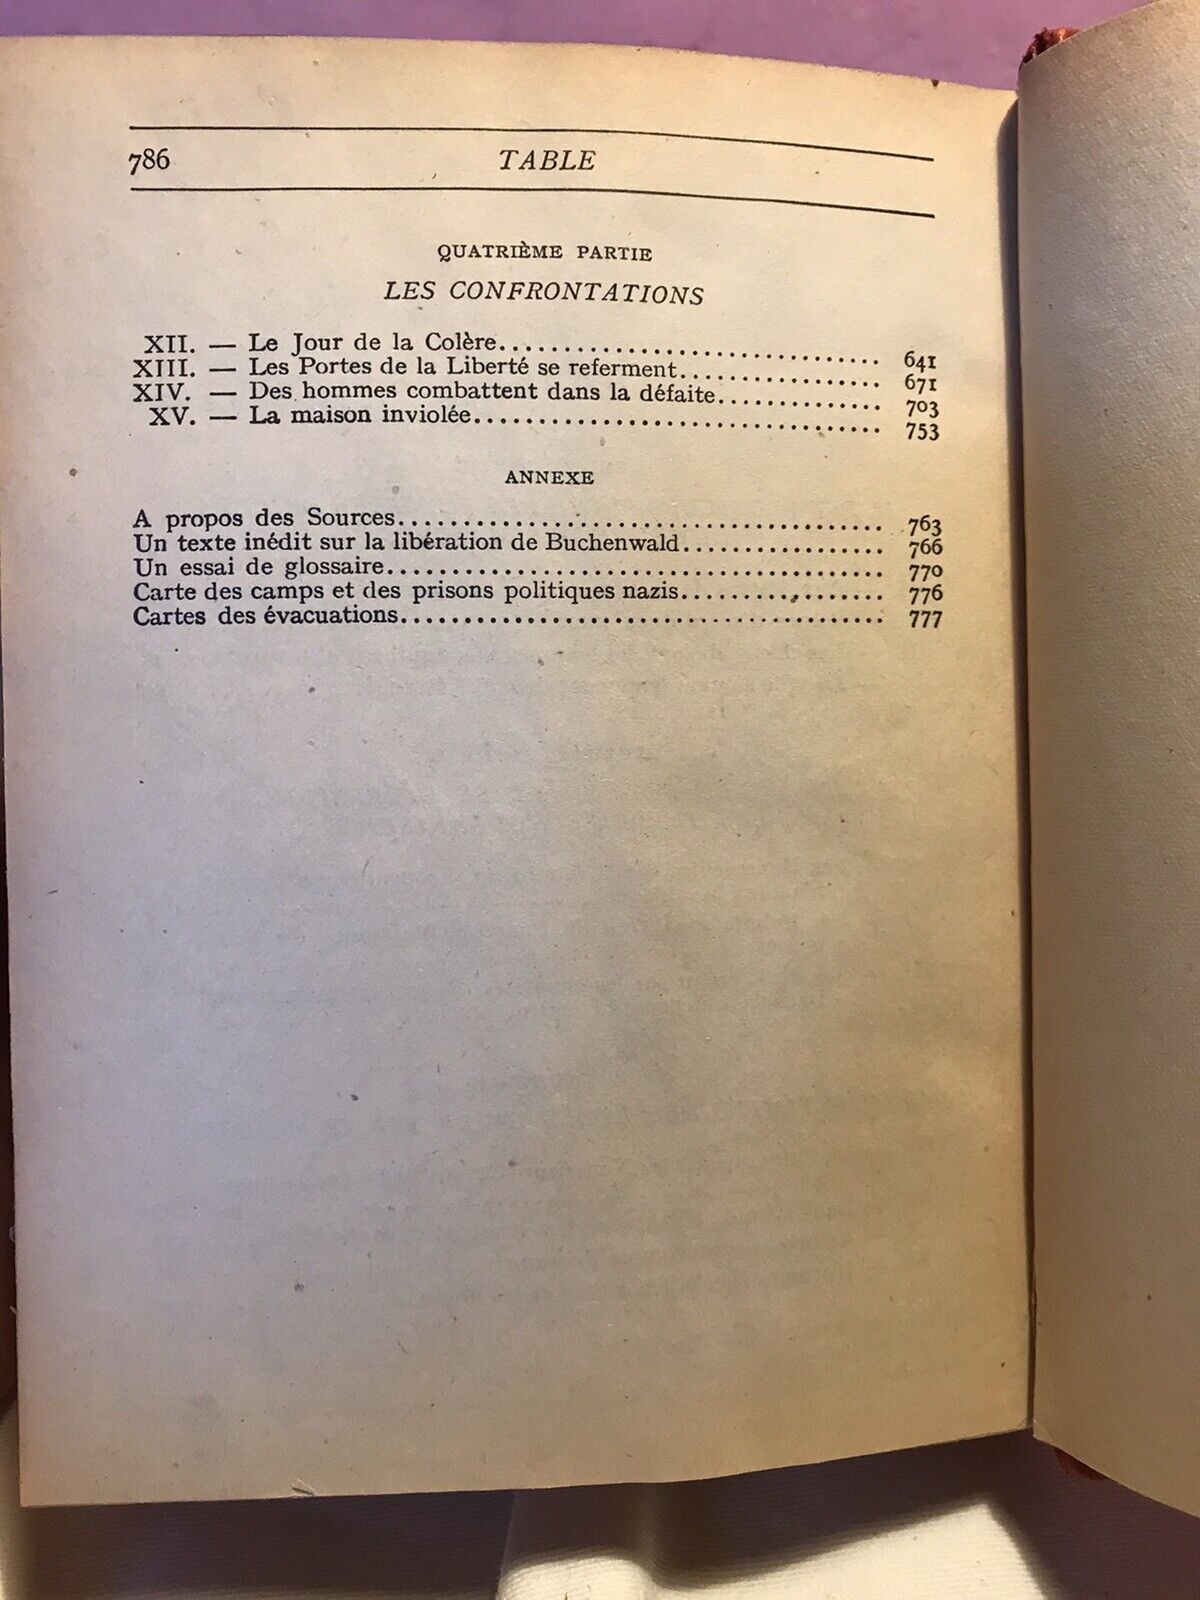 786 TABLE
QUATRIÈME PARTIE
LES CONFRONTATIONS
XII. — Le Jour de la Colère........................................ 641
XIII. — Les Portes de la Liberté se referment................ 671
XIV. — Des hommes combattent dans la défaite............. 703
XV. — La maison inviolée........................................ 753
ANNEXE
A propos des Sources........................................ 763
Un texte inédit sur la libération de Buchenwald................ 766
Un essai de glossaire........................................ 770
Carte des camps et des prisons politiques nazis................ 776
Cartes des évacuations........................................ 777